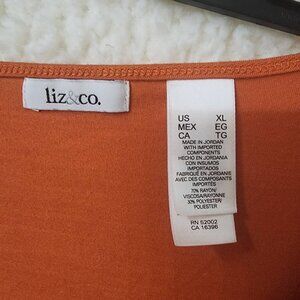 liz&co.
US XL
MEX EG
CA TG
MADE IN JORDAN
WITH IMPORTED
COMPONENTS
HECHO EN JORDANIA
CON INSUMOS
IMPORTADOS
FABRIQUÉ EN JORDANIE
AVEC DES COMPOSANTS
IMPORTÉS
70% RAYON/
VISCOSA/RAYONNE
30% POLYESTER/
POLIÉSTER
RN 52002
CA 16396